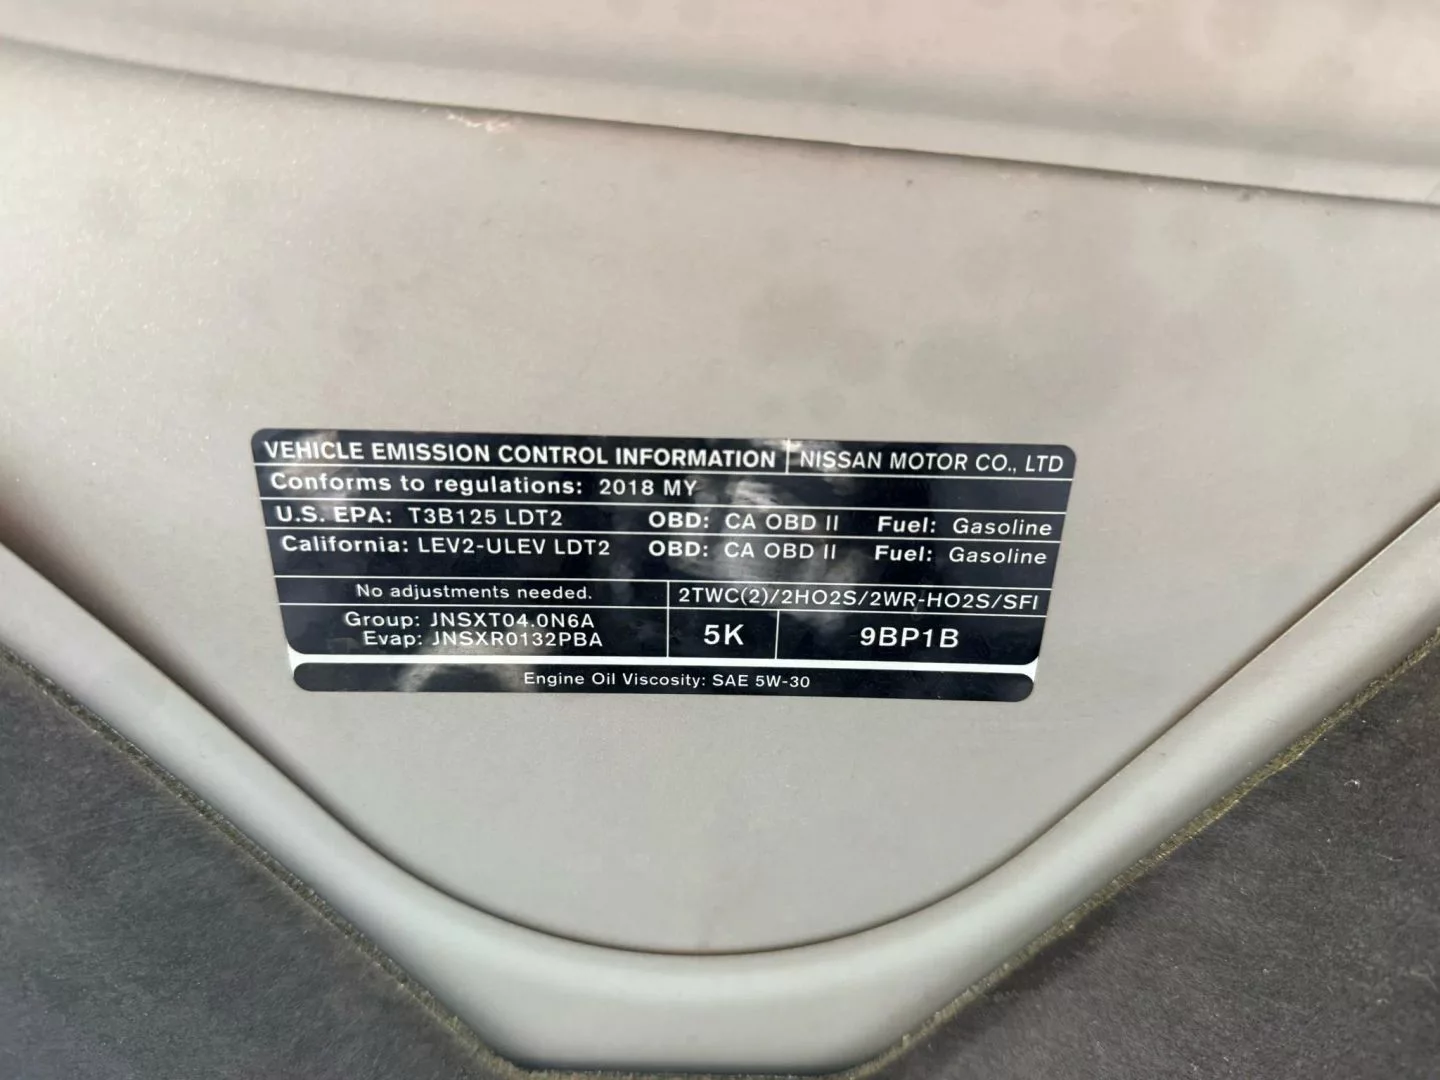 VEHICLE EMISSION CONTROL INFORMATION NISSAN MOTOR CO., LTD
Conforms to regulations: 2018 MY
U.S. EPA: T3B125 LDT2 OBD: CA OBD II Fuel: Gasoline
California: LEV2-ULEV LDT2 OBD: CA OBD II Fuel: Gasoline
No adjustments needed. 2TWC(2)/2HO2S/2WR-HO2S/SFI
Group: JNSXT04.0N6A
Evap: JNSXR0132PBA
5K 9BP1B
Engine Oil Viscosity: SAE 5W-30